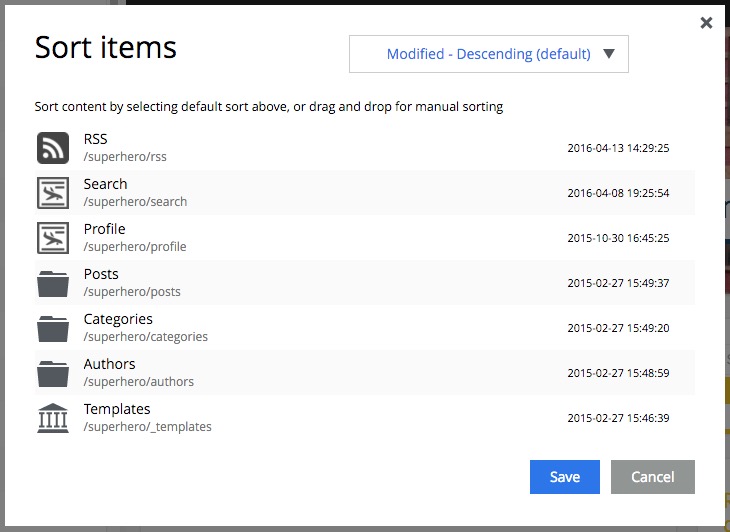 Sort items
Modified - Descending (default)
Sort content by selecting default sort above, or drag and drop for manual sorting
RSS
/superhero/rss
2016-04-13 14:29:25
Search
/superhero/search
2016-04-08 19:25:54
Profile
/superhero/profile
2015-10-30 16:45:25
Posts
/superhero/posts
2015-02-27 15:49:37
Categories
/superhero/categories
2015-02-27 15:49:20
Authors
/superhero/authors
2015-02-27 15:48:59
Templates
/superhero/_templates
2015-02-27 15:46:39
Save
Cancel